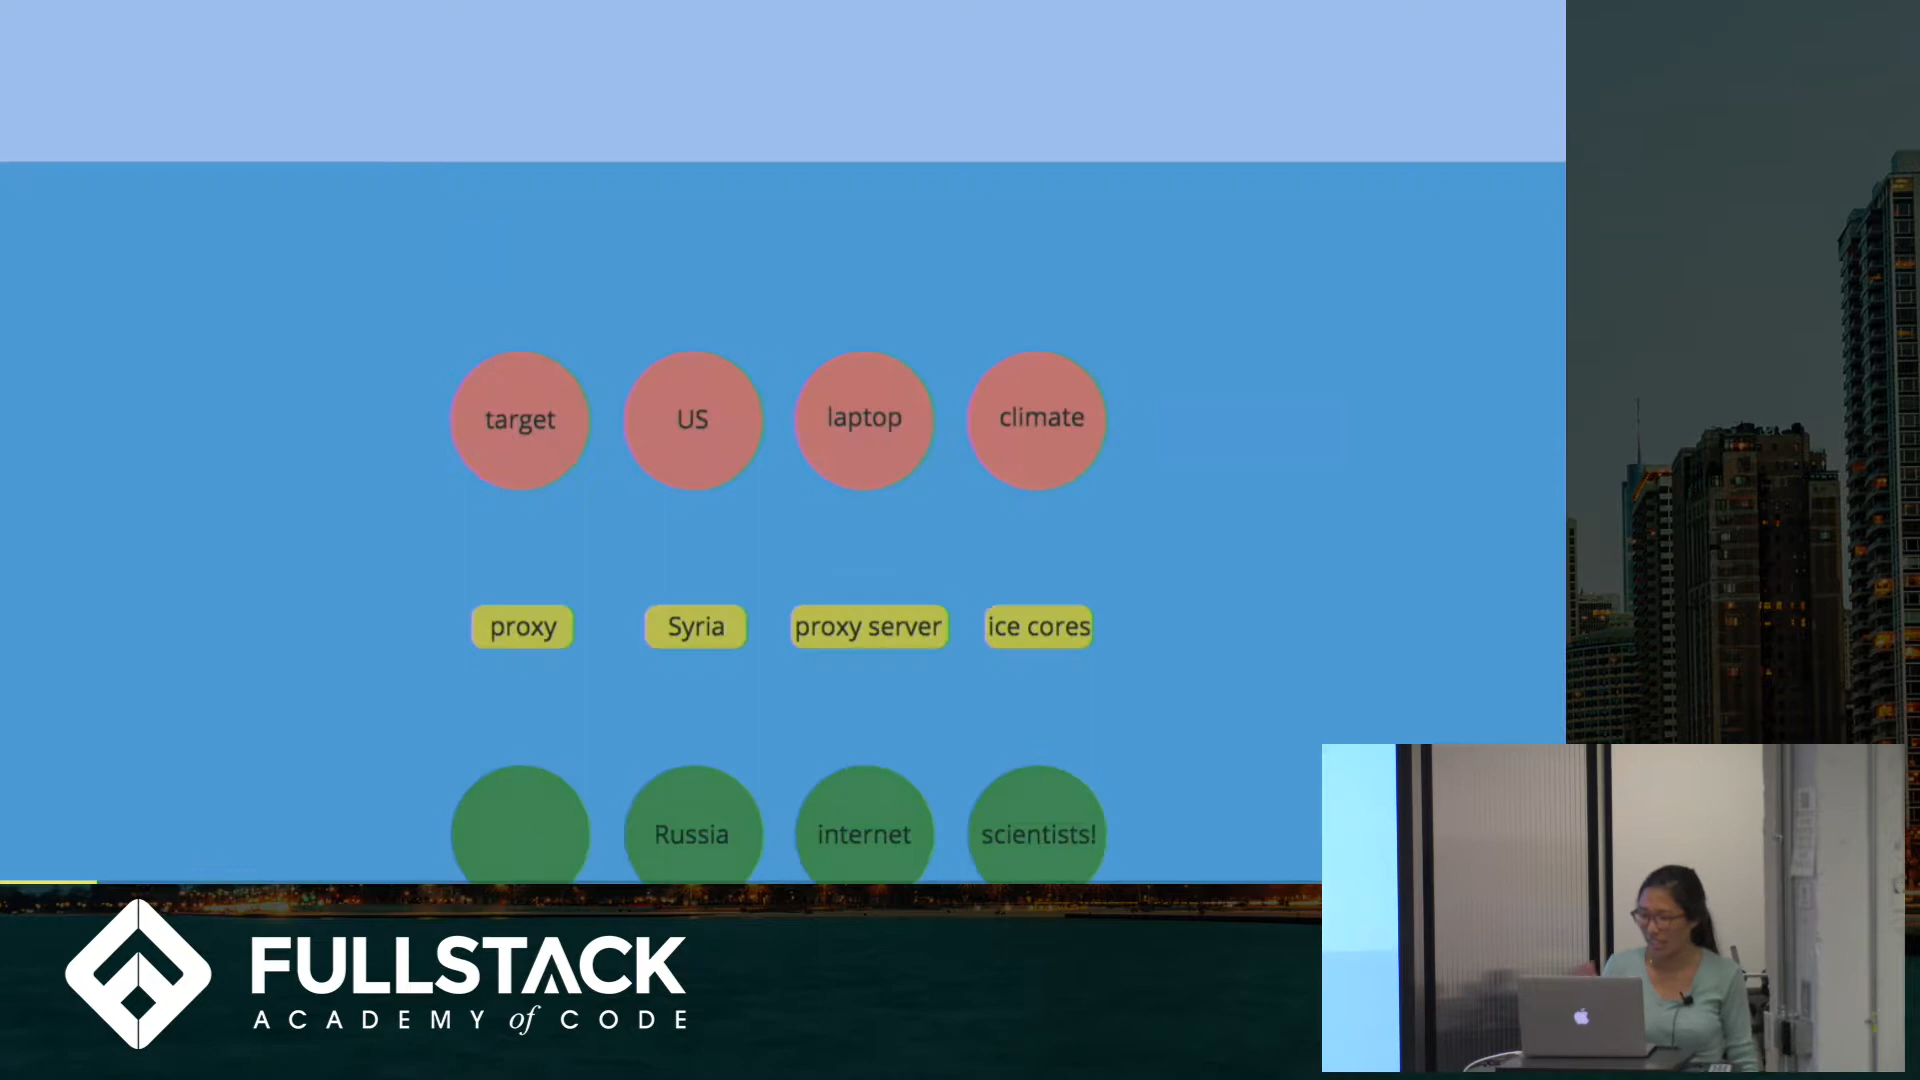 target US laptop climate
proxy Syria proxy server ice cores
Russia internet scientists!
FULLSTACK
ACADEMY of CODE